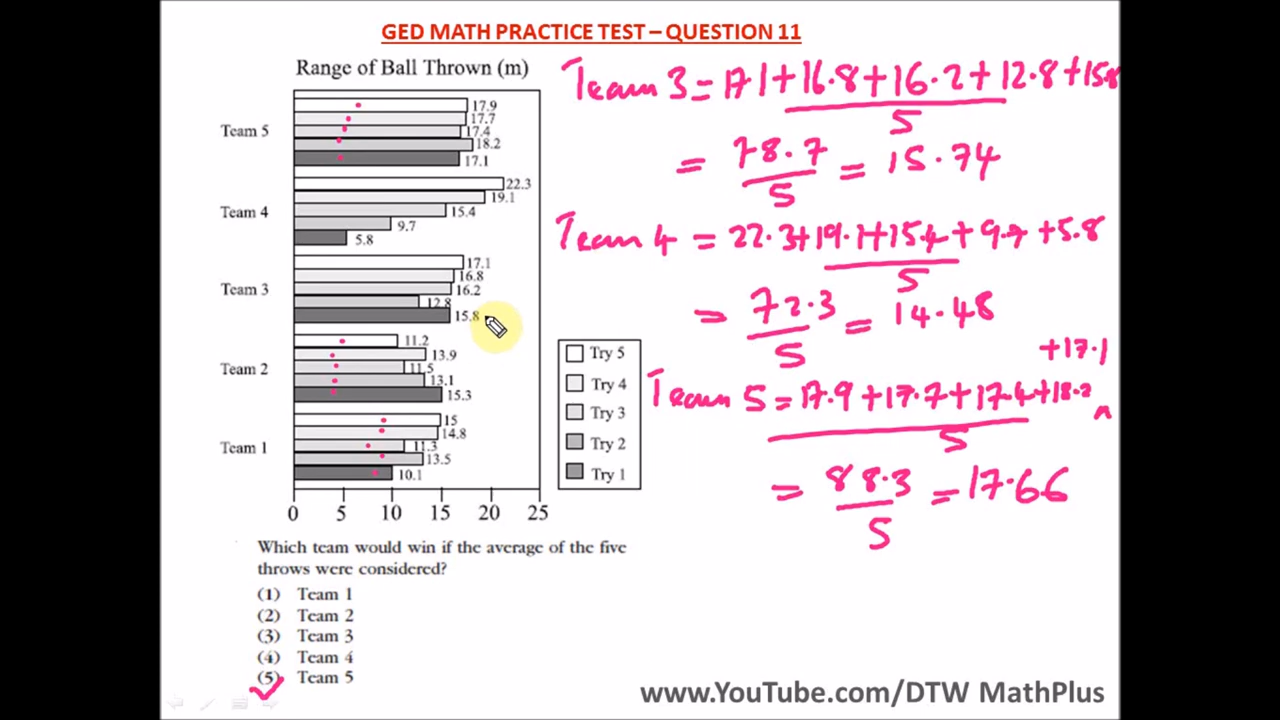 GED MATH PRACTICE TEST – QUESTION 11
Range of Ball Thrown (m)
Team 5
17.9
17.7
17.4
18.2
17.1
Team 4
22.3
19.1
15.4
9.7
5.8
Team 3
17.1
16.8
16.2
12.8
15.8
Team 2
11.2
13.9
11.5
13.1
15.3
Team 1
15
14.8
11.3
13.5
10.1
0 5 10 15 20 25
Try 5
Try 4
Try 3
Try 2
Try 1
Which team would win if the average of the five
throws were considered?
(1) Team 1
(2) Team 2
(3) Team 3
(4) Team 4
(5) Team 5
Team 3 = 17.1+16.8+16.2+12.8+15.8
5
= 78.7 = 15.74
5
Team 4 = 22.3+19.1+15.4+9.7+5.8
5
= 72.3 = 14.48
5
+17.1
Team 5 = 17.9+17.7+17.4+18.2
5
= 88.3 = 17.66
5
www.YouTube.com/DTW MathPlus